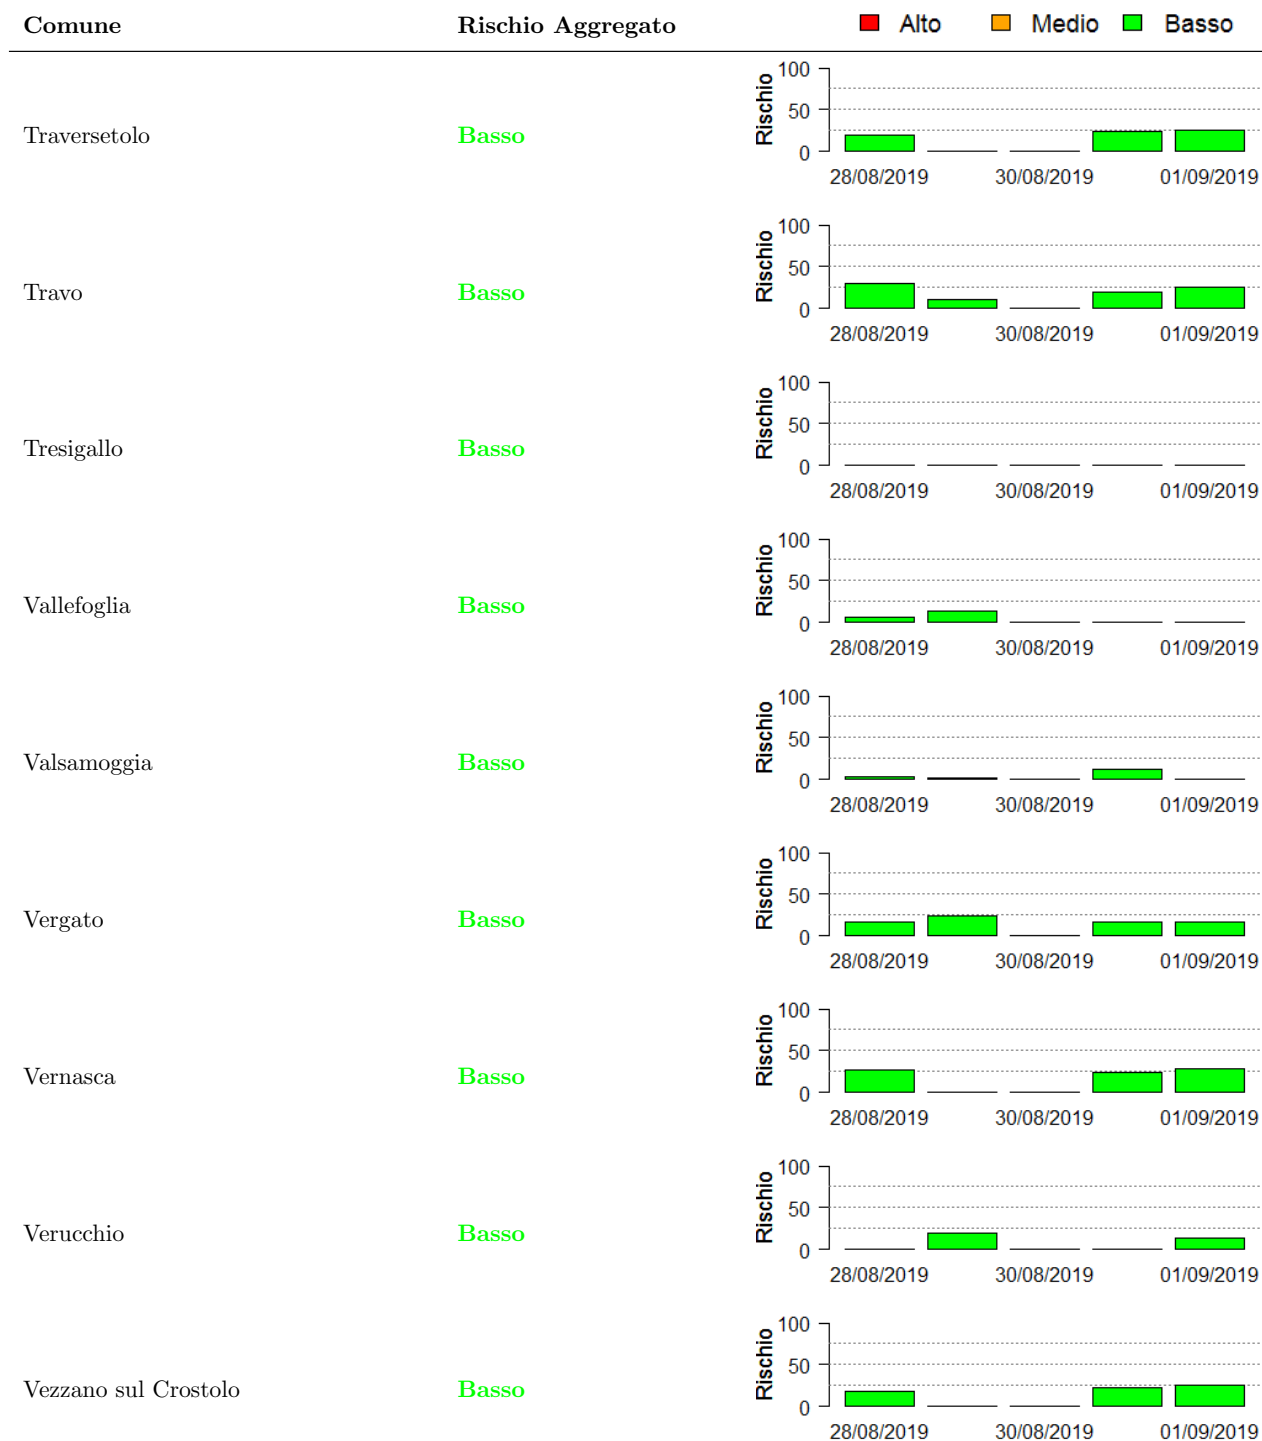 Comune Rischio Aggregato Alto Medio Basso
100
50
0
Rischio
Traversetolo Basso
28/08/2019 30/08/2019 01/09/2019
100
50
0
Rischio
Travo Basso
28/08/2019 30/08/2019 01/09/2019
100
50
0
Rischio
Tresigallo Basso
28/08/2019 30/08/2019 01/09/2019
100
50
0
Rischio
Vallefoglia Basso
28/08/2019 30/08/2019 01/09/2019
100
50
0
Rischio
Valsamoggia Basso
28/08/2019 30/08/2019 01/09/2019
100
50
0
Rischio
Vergato Basso
28/08/2019 30/08/2019 01/09/2019
100
50
0
Rischio
Vernasca Basso
28/08/2019 30/08/2019 01/09/2019
100
50
0
Rischio
Verucchio Basso
28/08/2019 30/08/2019 01/09/2019
100
50
0
Rischio
Vezzano sul Crostolo Basso
28/08/2019 30/08/2019 01/09/2019